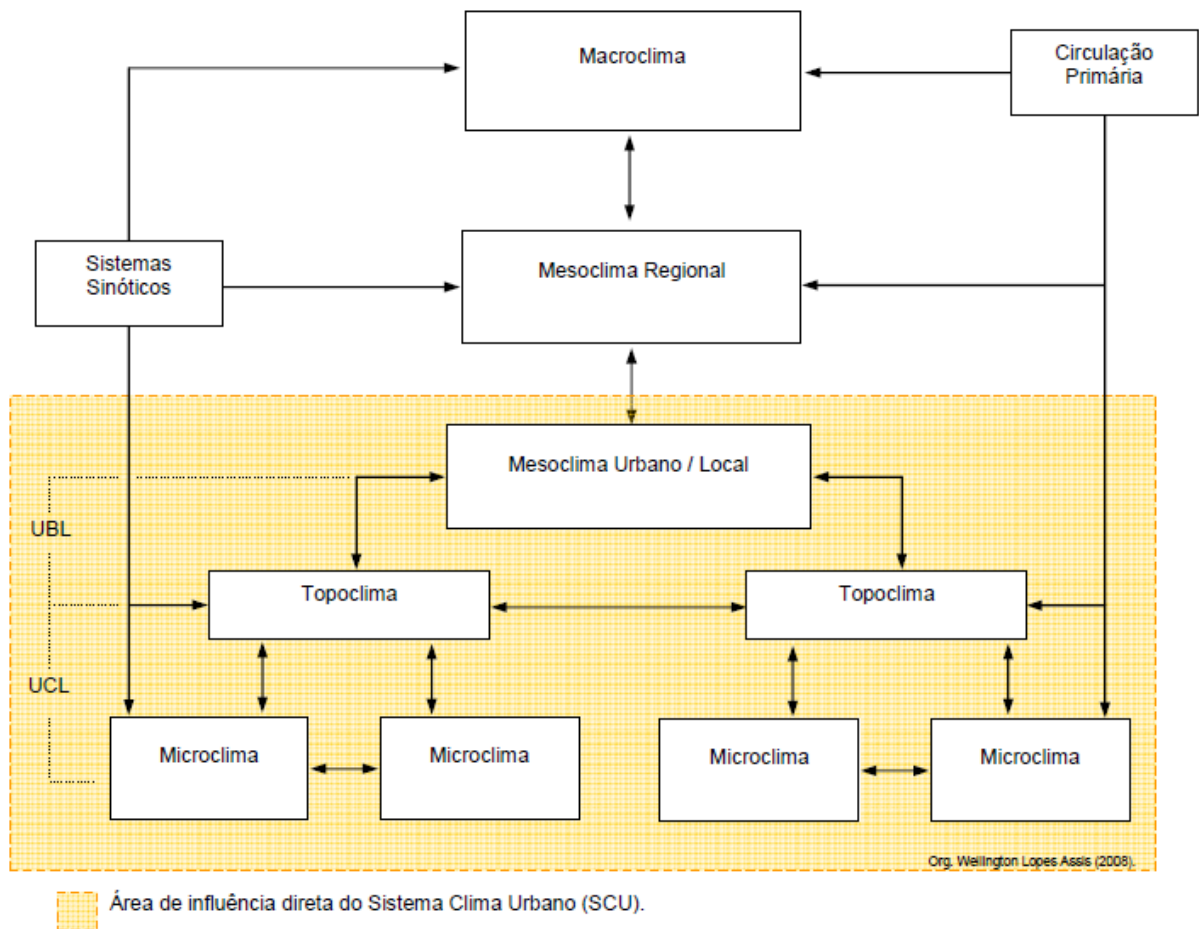 Macroclima
Circulação
Primária
Sistemas
Sinóticos
Mesoclima Regional
Mesoclima Urbano / Local
UBL
Topoclima
Topoclima
UCL
Microclima
Microclima
Microclima
Microclima
Org. Wellington Lopes Assis (2008).
Área de influência direta do Sistema Clima Urbano (SCU).